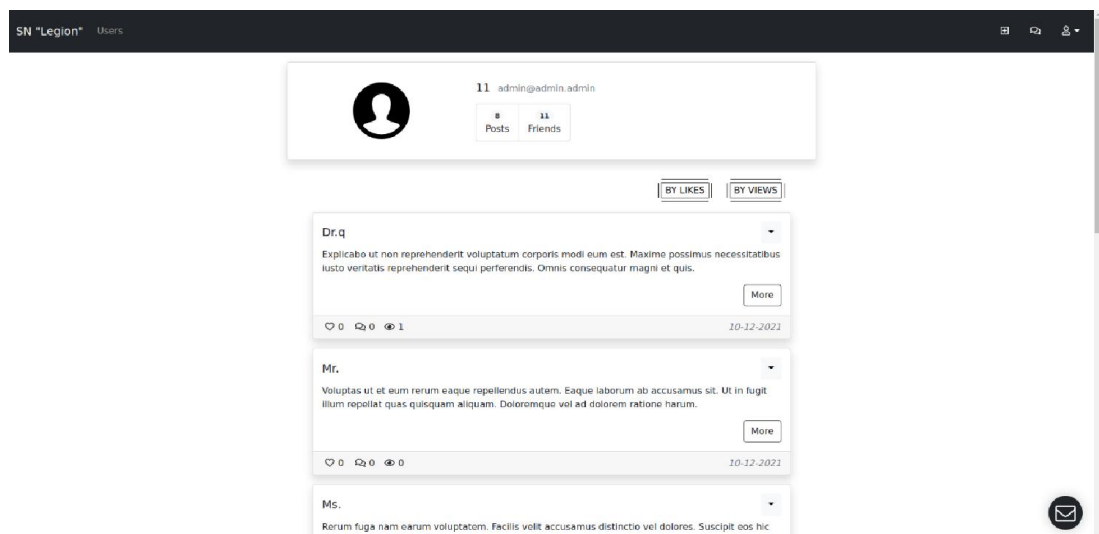 SN "Legion" Users
11 admin@admin.admin
8 11
Posts Friends
BY LIKES BY VIEWS
Dr.q
Explicabo ut non reprehenderit voluptatum corporis modi eum est. Maxime possimus necessitatibus
iusto veritatis reprehenderit sequi perferendis. Omnis consequatur magni et quis.
More
0 0 1 10-12-2021
Mr.
Voluptas ut et eum rerum eaque repellendus autem. Eaque laborum ab accusamus sit. Ut in fugit
illum repellat quas quisquam aliquam. Doloremque vel ad dolorem ratione harum.
More
0 0 0 10-12-2021
Ms.
Rerum fuga nam earum voluptatem. Facilis velit accusamus distinctio vel dolores. Suscipit eos hic